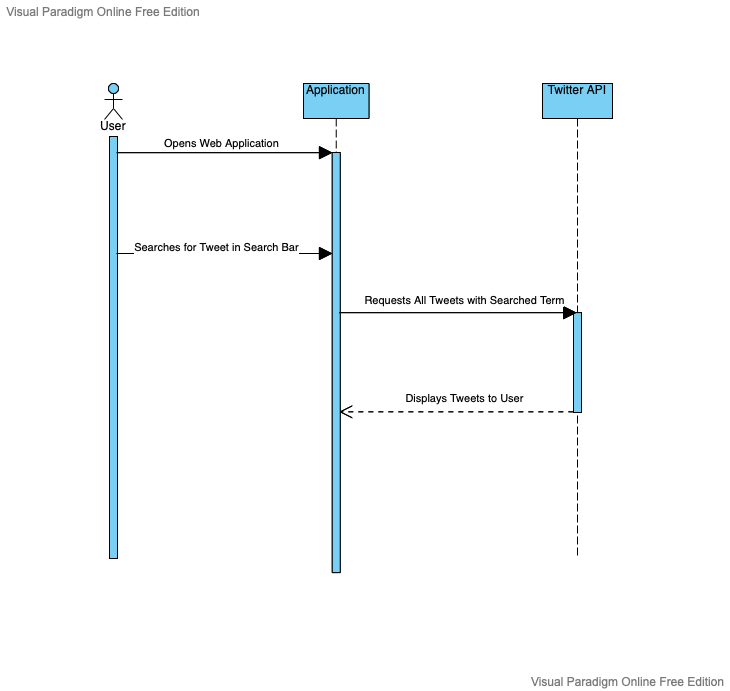 Visual Paradigm Online Free Edition
Application
Twitter API
User
Opens Web Application
Searches for Tweet in Search Bar
Requests All Tweets with Searched Term
Displays Tweets to User
Visual Paradigm Online Free Edition